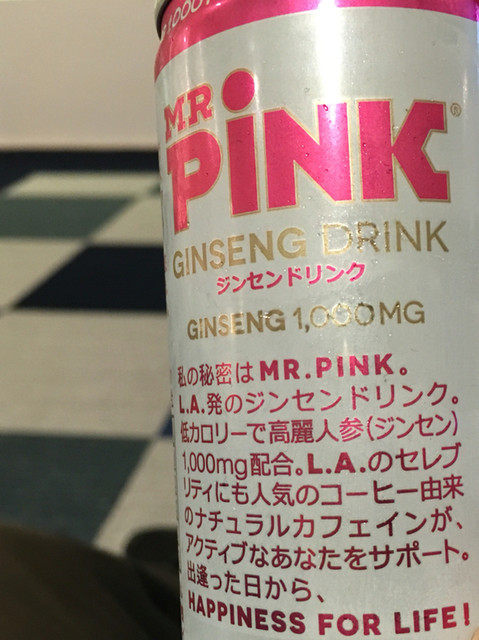 MR
PiNK®
GINSENG DRINK
ジンセンドリンク
GINSENG 1,000MG
私の秘密はMR.PINK。
L.A.発のジンセンドリンク。
低カロリーで高麗人参(ジンセン)
1,000mg配合。L.A.のセレブ
リティにも人気のコーヒー由来
のナチュラルカフェインが、
アクティブなあなたをサポート。
出逢った日から、
HAPPINESS FOR LIFE!